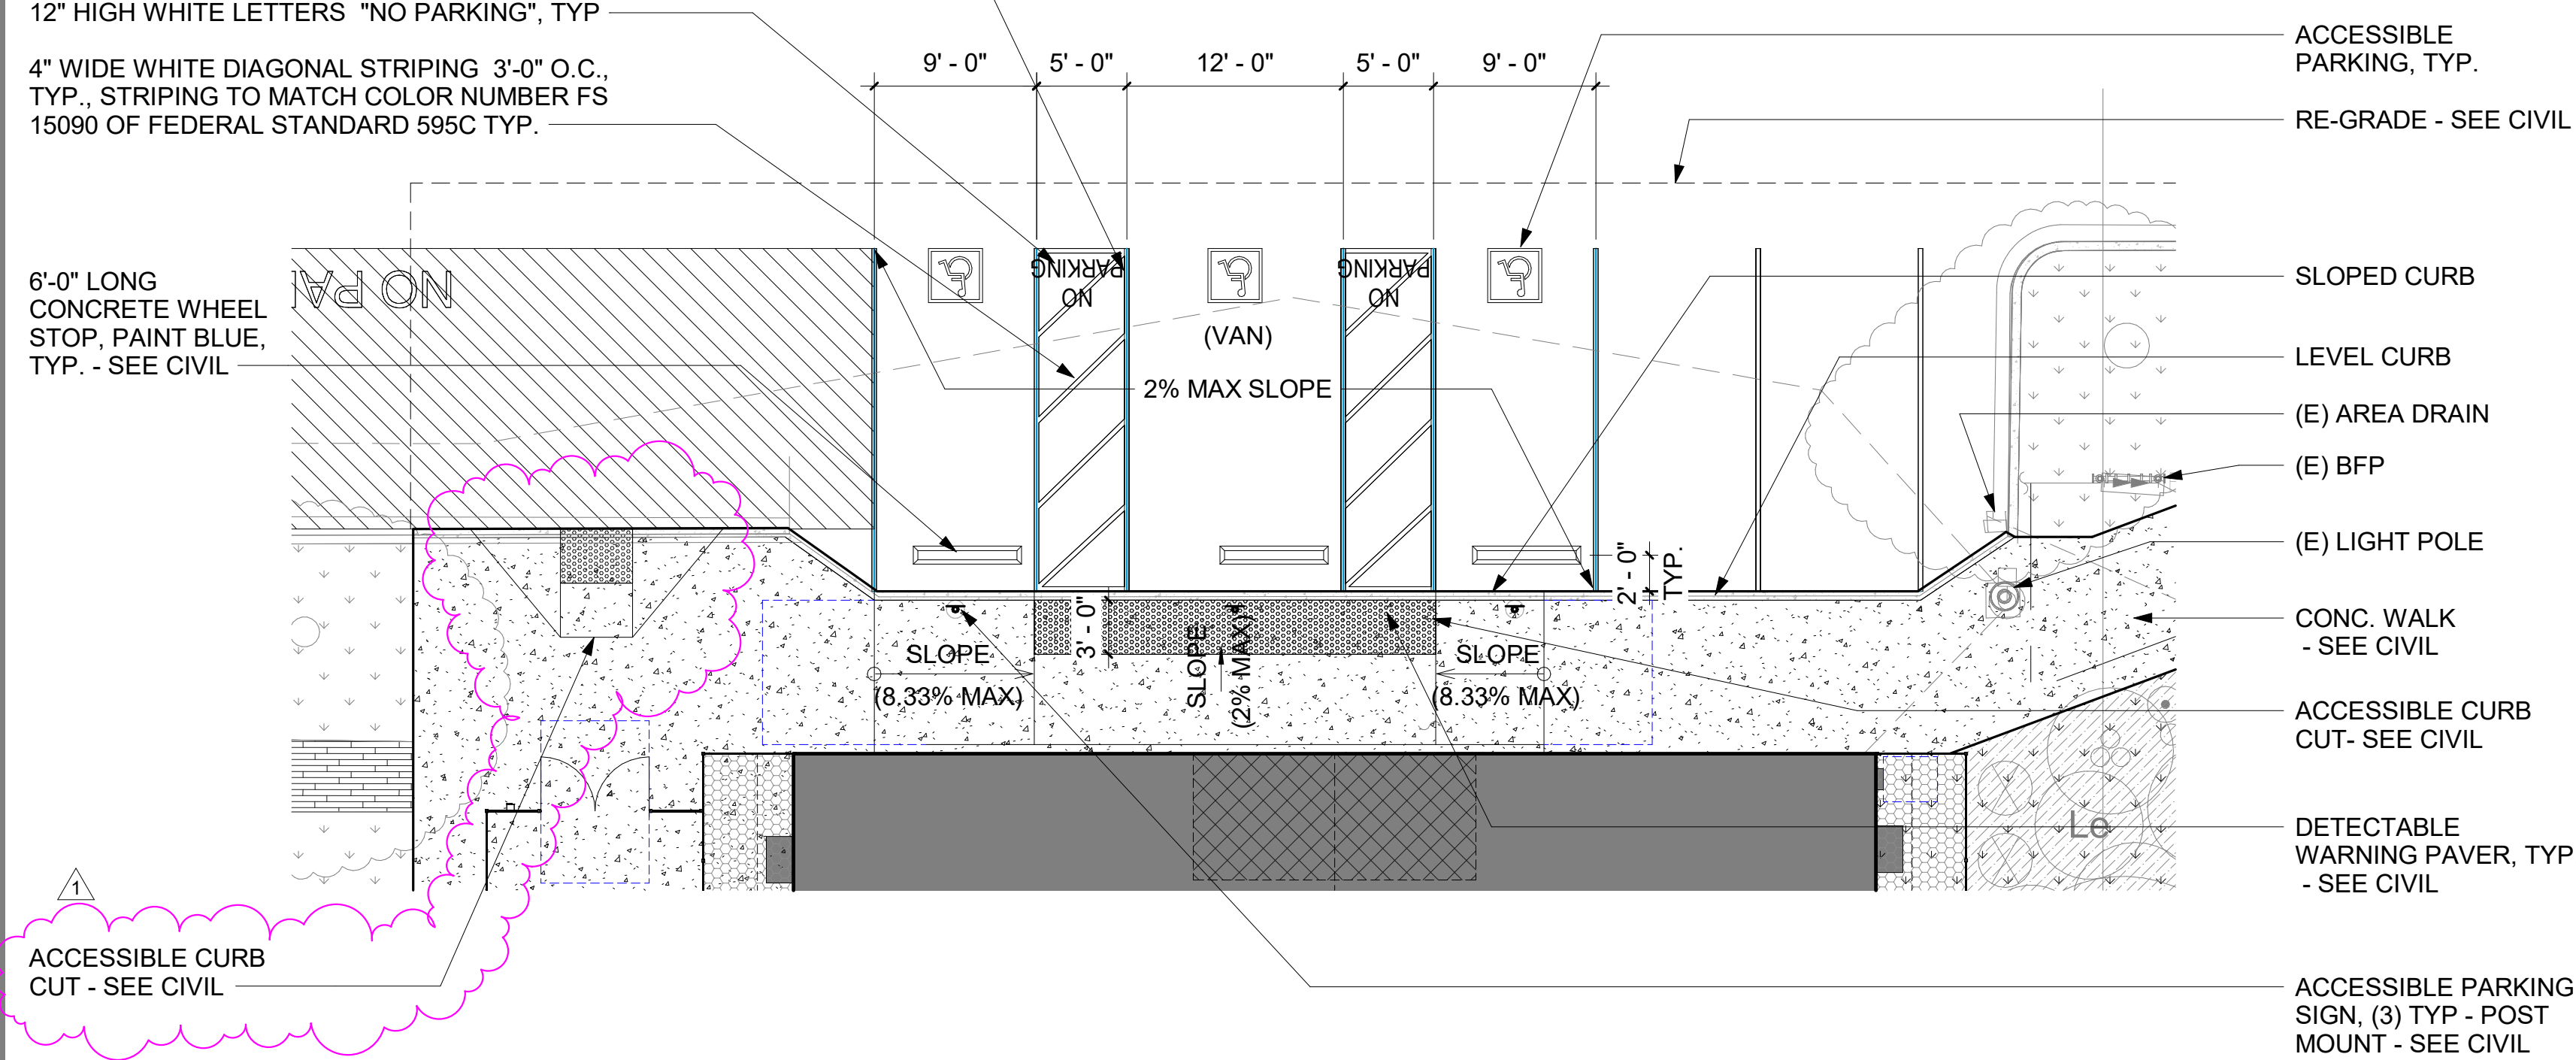 12" HIGH WHITE LETTERS "NO PARKING", TYP
4" WIDE WHITE DIAGONAL STRIPING 3'-0" O.C.,
TYP., STRIPING TO MATCH COLOR NUMBER FS
15090 OF FEDERAL STANDARD 595C TYP.
6'-0" LONG
CONCRETE WHEEL
STOP, PAINT BLUE,
TYP. - SEE CIVIL
1
ACCESSIBLE CURB
CUT - SEE CIVIL
9' - 0"
5' - 0"
12' - 0"
5' - 0"
9' - 0"
NO PA
NO
PARKING
NO
PARKING
(VAN)
2% MAX SLOPE
2' - 0"
TYP.
3' - 0"
SLOPE
(8.33% MAX)
SLOPE
(2% MAX)
SLOPE
(8.33% MAX)
Le
ACCESSIBLE
PARKING, TYP.
RE-GRADE - SEE CIVIL
SLOPED CURB
LEVEL CURB
(E) AREA DRAIN
(E) BFP
(E) LIGHT POLE
CONC. WALK
- SEE CIVIL
ACCESSIBLE CURB
CUT- SEE CIVIL
DETECTABLE
WARNING PAVER, TYP
- SEE CIVIL
ACCESSIBLE PARKING
SIGN, (3) TYP - POST
MOUNT - SEE CIVIL